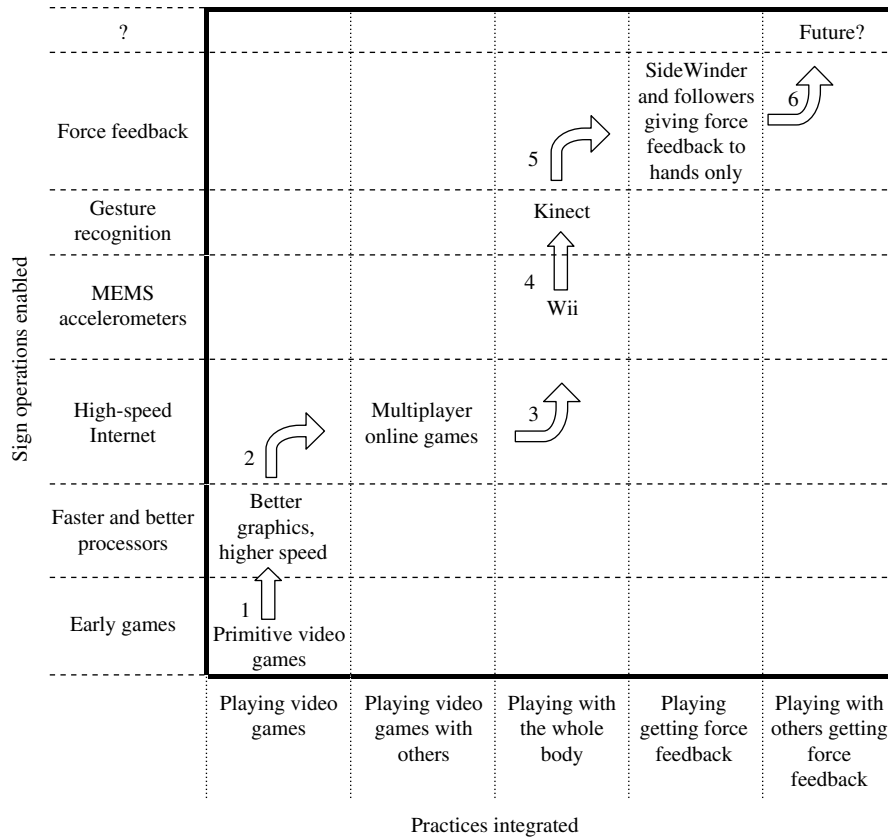 ?
Future?
Force feedback
SideWinder
and followers
giving force
feedback to
hands only
6
5
Gesture
recognition
Kinect
Sign operations enabled
MEMS
accelerometers
4
Wii
High-speed
Internet
2
Multiplayer
online games
3
Faster and better
processors
Better
graphics,
higher speed
Early games
1
Primitive video
games
Playing video
games
Playing video
games with
others
Playing with
the whole
body
Playing
getting force
feedback
Playing with
others getting
force
feedback
Practices integrated